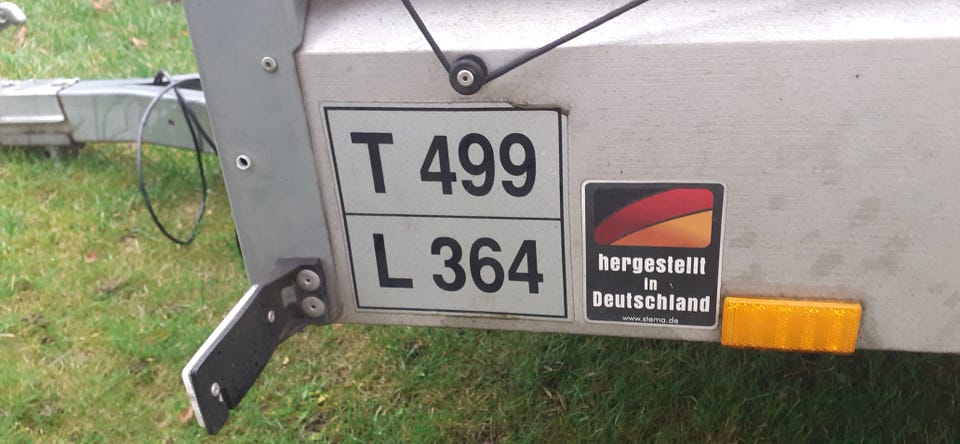 T 499
L 364
hergestellt
in
Deutschland
www.stema.de